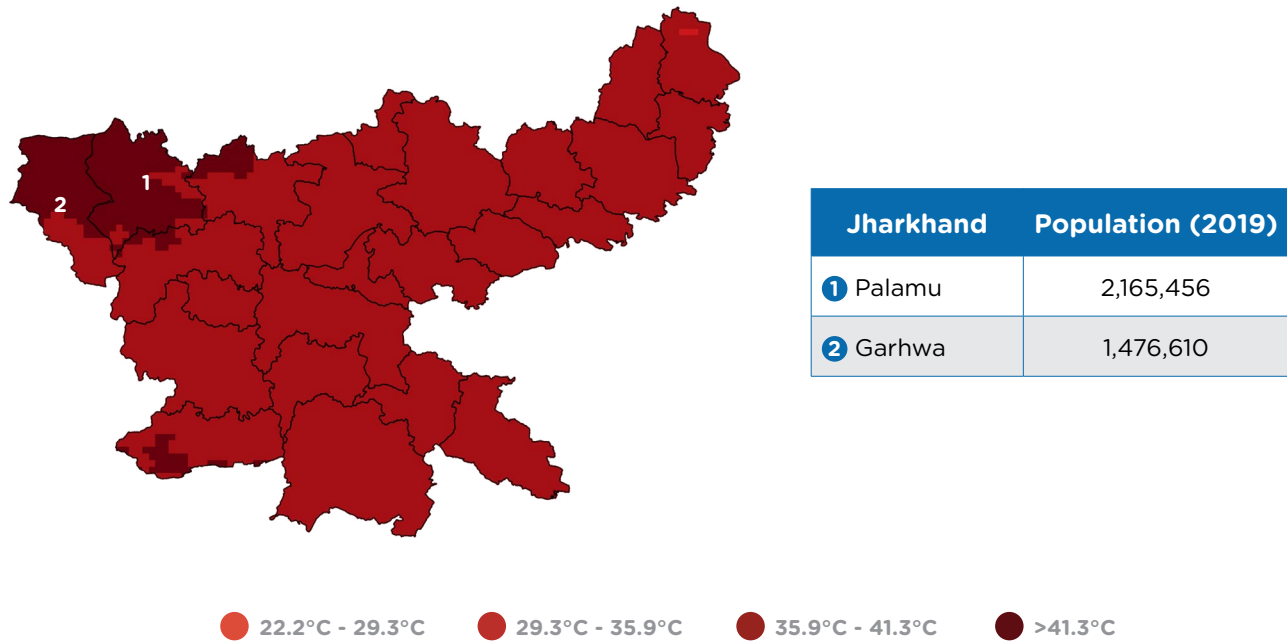 1
2
Jharkhand Population (2019)
1 Palamu 2,165,456
2 Garhwa 1,476,610
22.2°C - 29.3°C 29.3°C - 35.9°C 35.9°C - 41.3°C >41.3°C